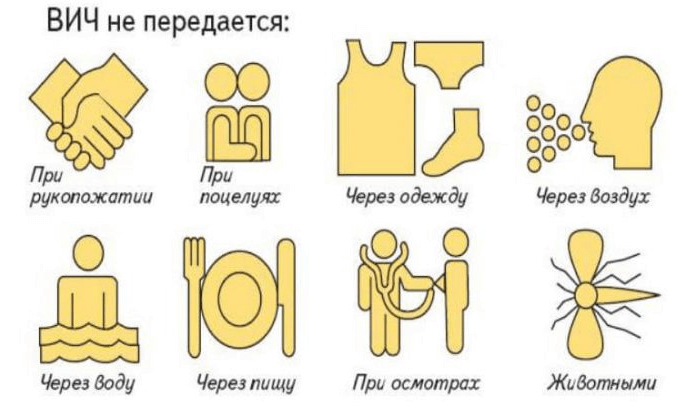 ВИЧ не передается:
При
рукопожатии
При
поцелуях
Через одежду
Через воздух
Через воду
Через пищу
При осмотрах
Животными